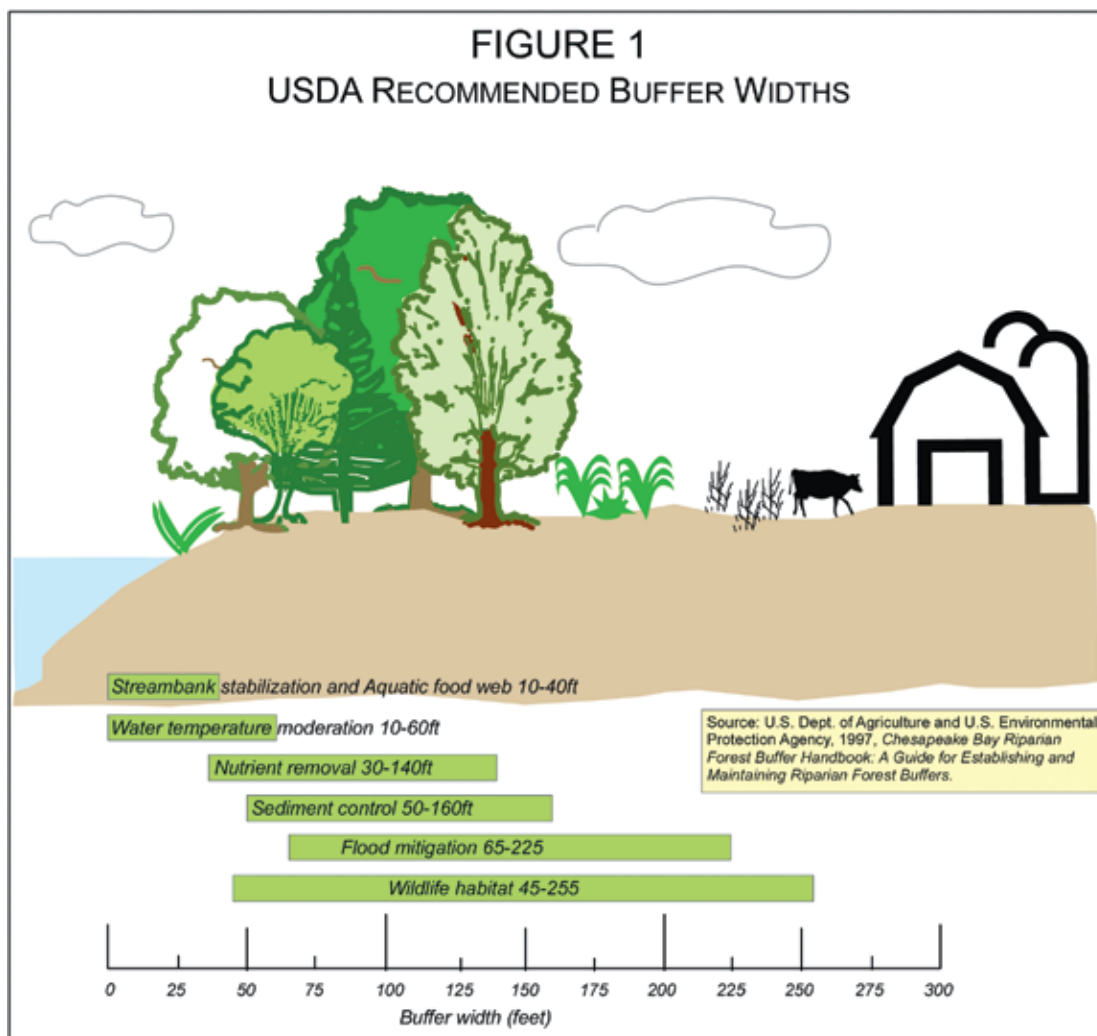 FIGURE 1
USDA RECOMMENDED BUFFER WIDTHS
Streambank stabilization and Aquatic food web 10-40ft
Water temperature moderation 10-60ft
Nutrient removal 30-140ft
Sediment control 50-160ft
Flood mitigation 65-225
Wildlife habitat 45-255
Source: U.S. Dept. of Agriculture and U.S. Environmental
Protection Agency, 1997, Chesapeake Bay Riparian
Forest Buffer Handbook: A Guide for Establishing and
Maintaining Riparian Forest Buffers.
0 25 50 75 100 125 150 175 200 225 250 300
Buffer width (feet)